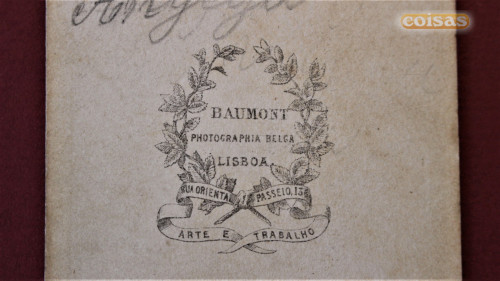 coisas
BAUMONT
PHOTOGRAPHIA BELGA
LISBOA.
RUA ORIENTAL PASSEIO, 13
ARTE E TRABALHO